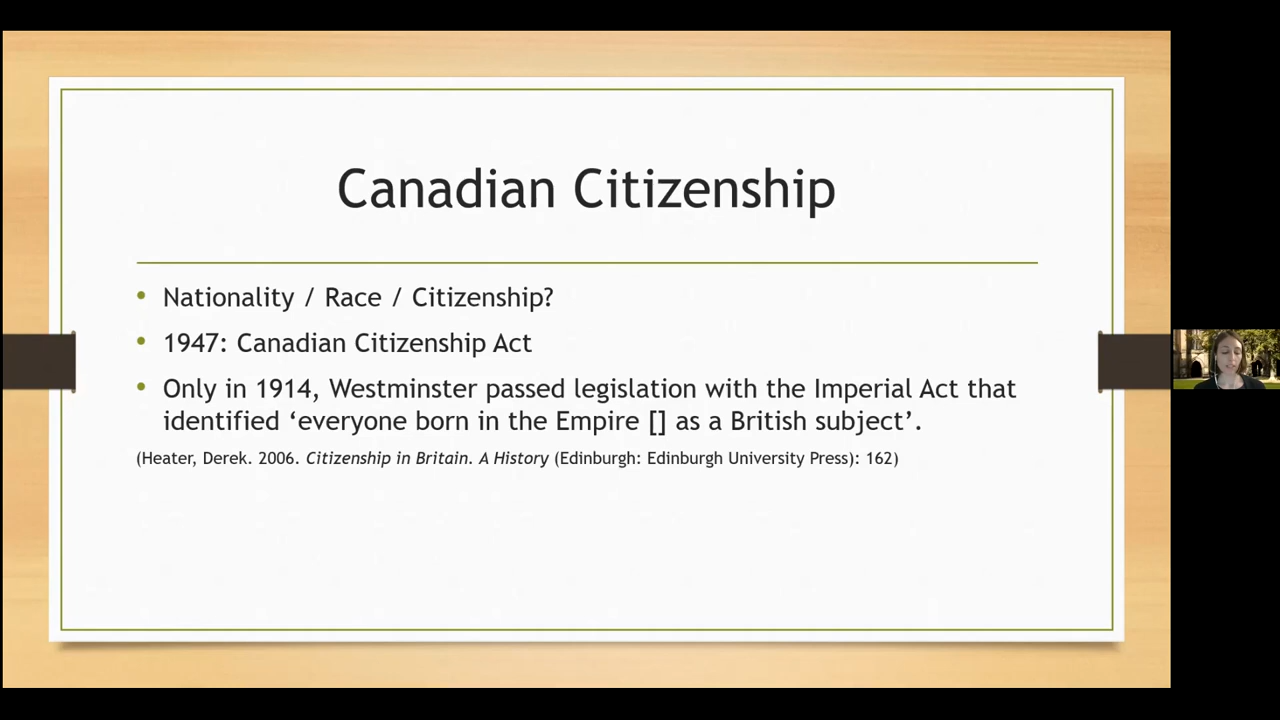 Canadian Citizenship
• Nationality / Race / Citizenship?
• 1947: Canadian Citizenship Act
• Only in 1914, Westminster passed legislation with the Imperial Act that
identified ‘everyone born in the Empire [] as a British subject’.
(Heater, Derek. 2006. Citizenship in Britain. A History (Edinburgh: Edinburgh University Press): 162)